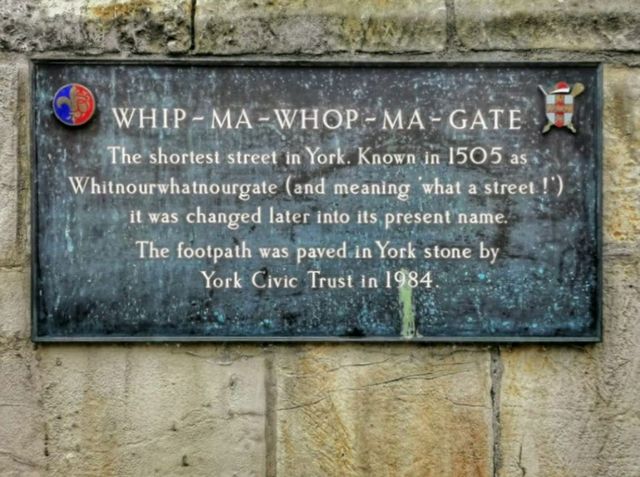 WHIP-MA-WHOP-MA-GATE
The shortest street in York. Known in 1505 as
Whitnourwhatnourgate (and meaning 'what a street!')
it was changed later into its present name.
The footpath was paved in York stone by
York Civic Trust in 1984.